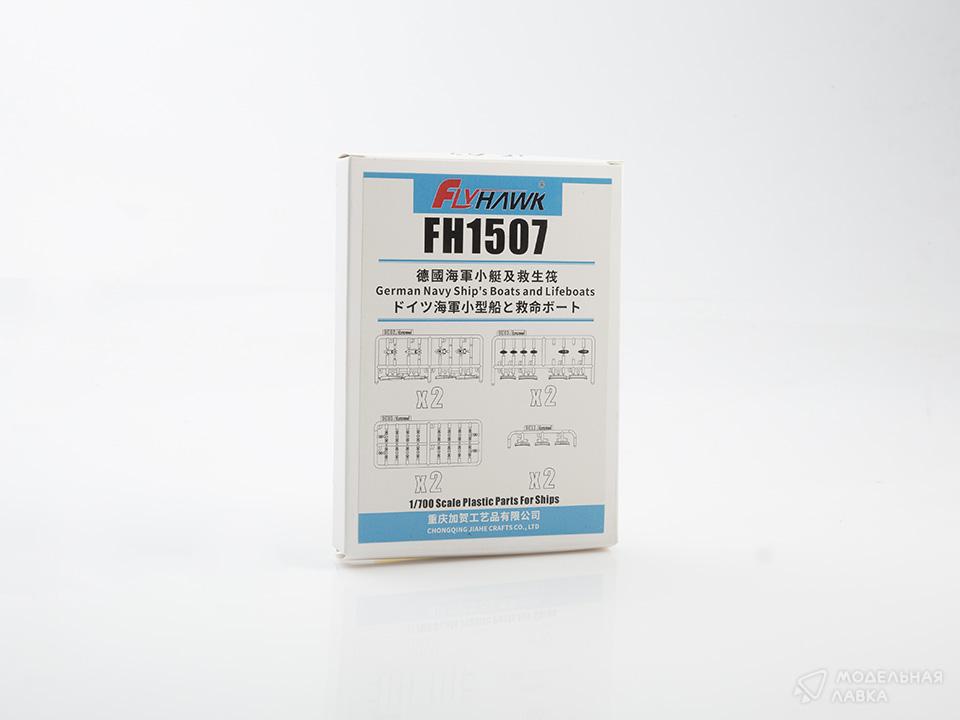 FLYHAWK®
FH1507
德國海軍小艇及救生筏
German Navy Ship's Boats and Lifeboats
ドイツ海軍小型船と救命ボート
X2
X2
X2
X2
1/700 Scale Plastic Parts For Ships
重庆加贺工艺品有限公司
CHONGQING JIAHE CRAFTS CO., LTD
МОДЕЛЬНАЯ
ЛАВКА